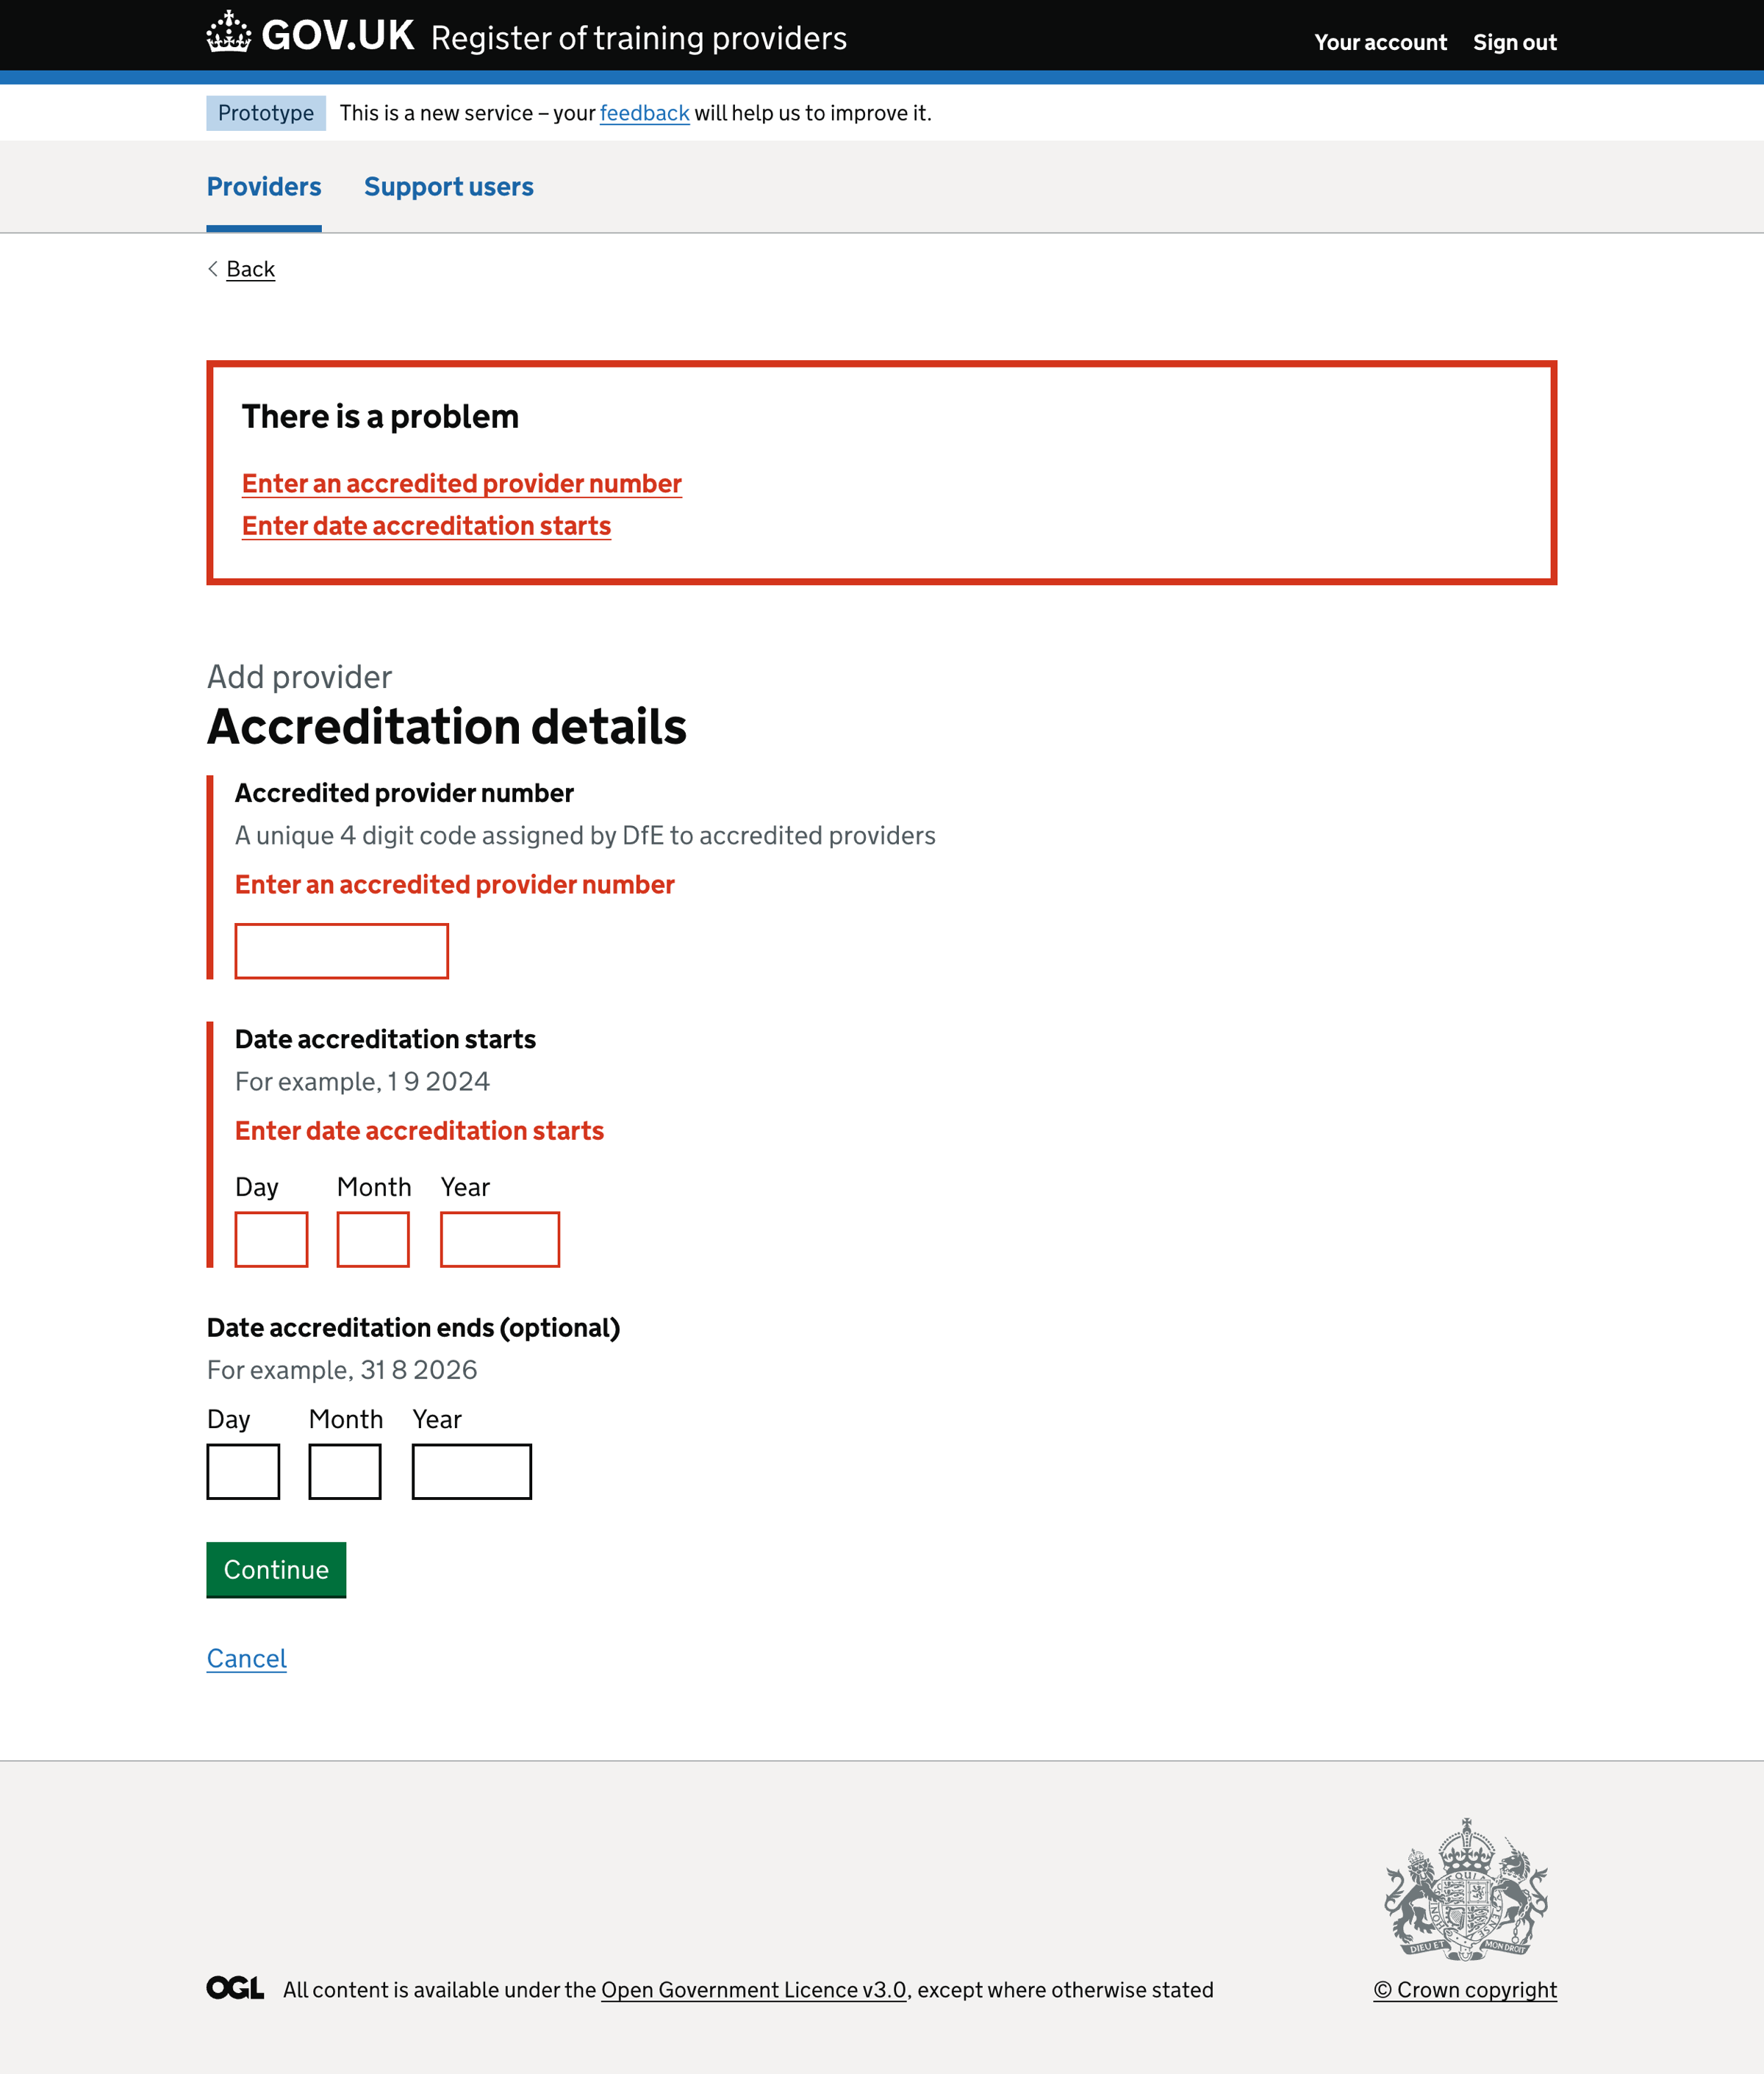 GOV.UK Register of training providers
Your account Sign out
Prototype This is a new service – your feedback will help us to improve it.
Providers Support users
Back
There is a problem
Enter an accredited provider number
Enter date accreditation starts
Add provider
Accreditation details
Accredited provider number
A unique 4 digit code assigned by DfE to accredited providers
Enter an accredited provider number
Date accreditation starts
For example, 1 9 2024
Enter date accreditation starts
Day Month Year
Date accreditation ends (optional)
For example, 31 8 2026
Day Month Year
Continue
Cancel
DIEU ET MON DROIT
OGL All content is available under the Open Government Licence v3.0, except where otherwise stated
© Crown copyright